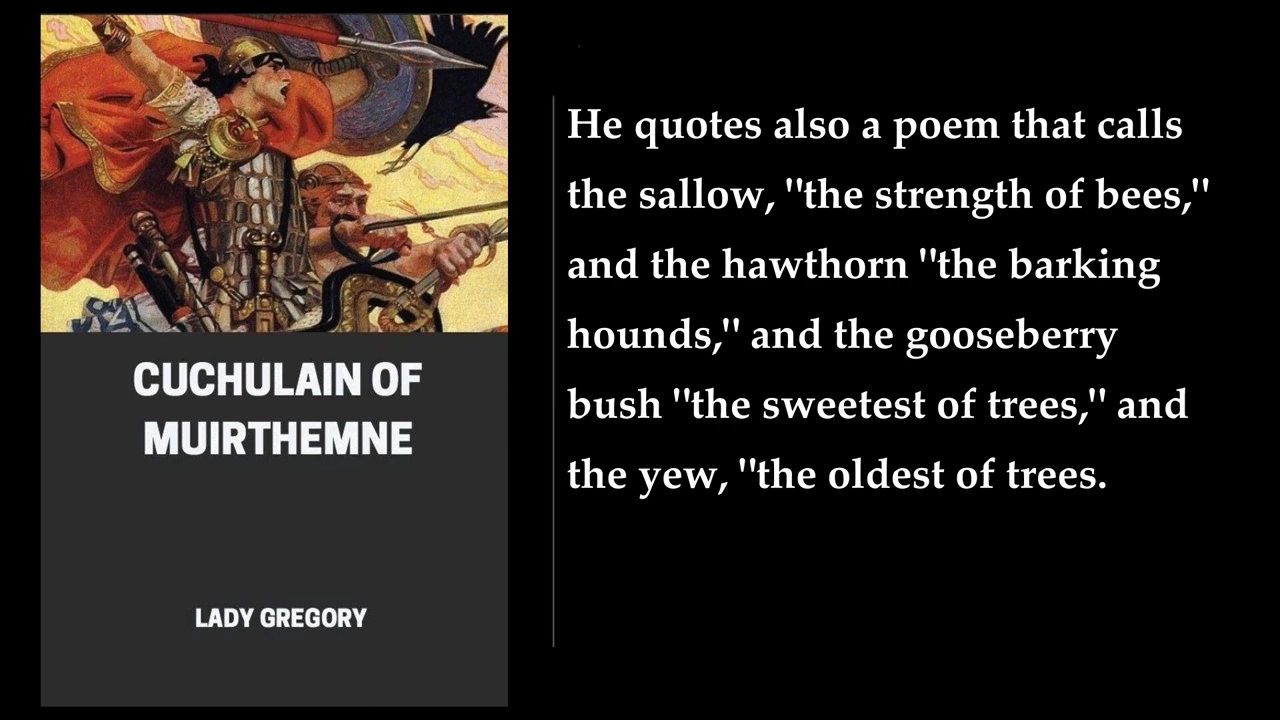 CUCHULAIN OF
MUIRTHEMNE
LADY GREGORY
He quotes also a poem that calls
the sallow, "the strength of bees,"
and the hawthorn "the barking
hounds," and the gooseberry
bush "the sweetest of trees," and
the yew, "the oldest of trees.